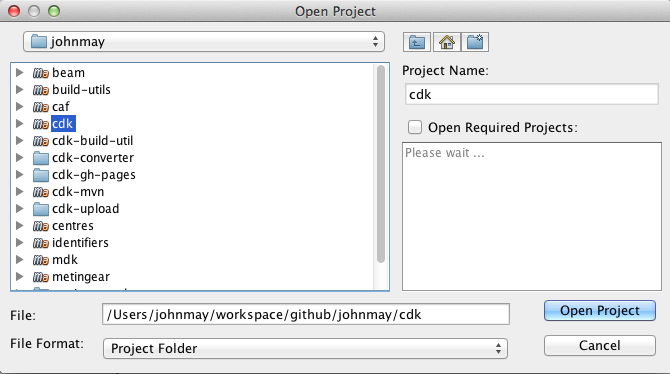 Open Project
johnmay
beam
build-utils
caf
cdk
cdk-build-util
cdk-converter
cdk-gh-pages
cdk-mvn
cdk-upload
centres
identifiers
mdk
metingear
Project Name:
cdk
Open Required Projects:
Please wait ...
File: /Users/johnmay/workspace/github/johnmay/cdk
Open Project
File Format: Project Folder
Cancel